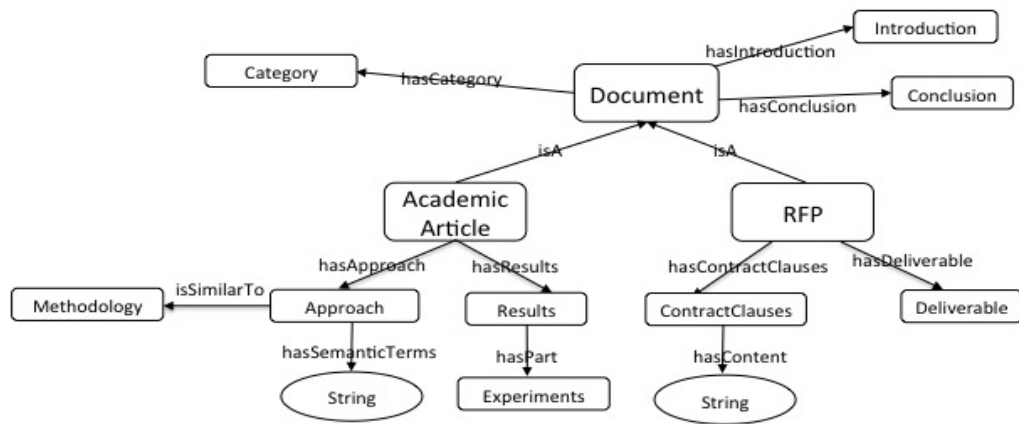 Introduction
hasIntroduction
Category
hasCategory
Document
hasConclusion
Conclusion
isA
isA
Academic
Article
RFP
hasApproach
hasResults
hasContractClauses
hasDeliverable
Methodology
isSimilarTo
Approach
Results
ContractClauses
Deliverable
hasSemanticTerms
hasPart
hasContent
String
Experiments
String